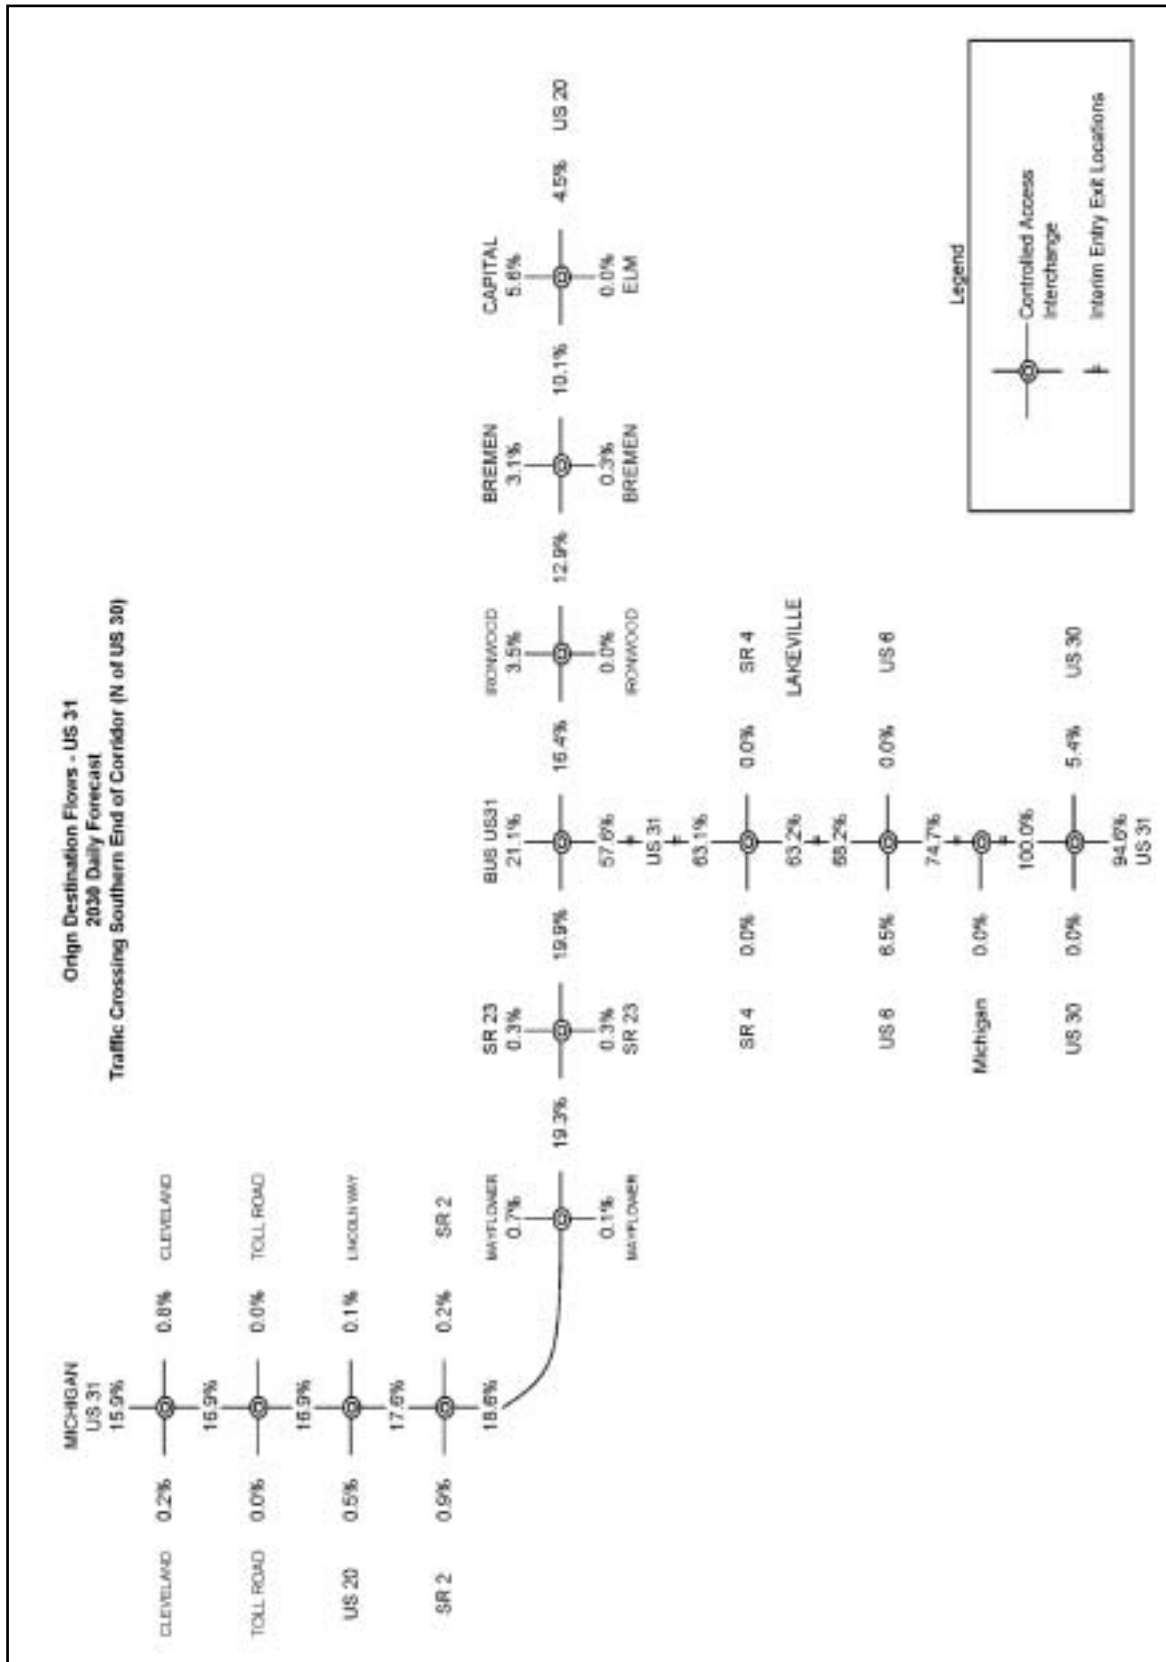 Orign Destination Flows - US 31
2030 Daily Forecast
Traffic Crossing Southern End of Corridor (N of US 30)
MICHIGAN
US 31
15.9%
CLEVELAND 0.2% 0.8% CLEVELAND
16.9%
TOLL ROAD 0.0% 0.0% TOLL ROAD
16.9%
US 20 0.5% 0.1% LINCOLN WAY
17.6%
SR 2 0.9% 0.2% SR 2
18.6%
MAYFLOWER
0.7%
0.1%
MAYFLOWER
19.3%
SR 23
0.3%
0.3%
SR 23
19.9%
BUS US31
21.1%
57.6%
US 31
16.4%
IRONWOOD
3.5%
0.0%
IRONWOOD
12.9%
BREMEN
3.1%
0.3%
BREMEN
10.1%
CAPITAL
5.6%
0.0%
ELM
4.5% US 20
63.1%
SR 4 0.0% 0.0% SR 4
63.2%
LAKEVILLE
68.2%
US 6 6.5% 0.0% US 6
74.7%
Michigan 0.0%
100.0%
US 30 0.0% 5.4% US 30
94.6%
US 31
Legend
Controlled Access
Interchange
Interim Entry Exit Locations